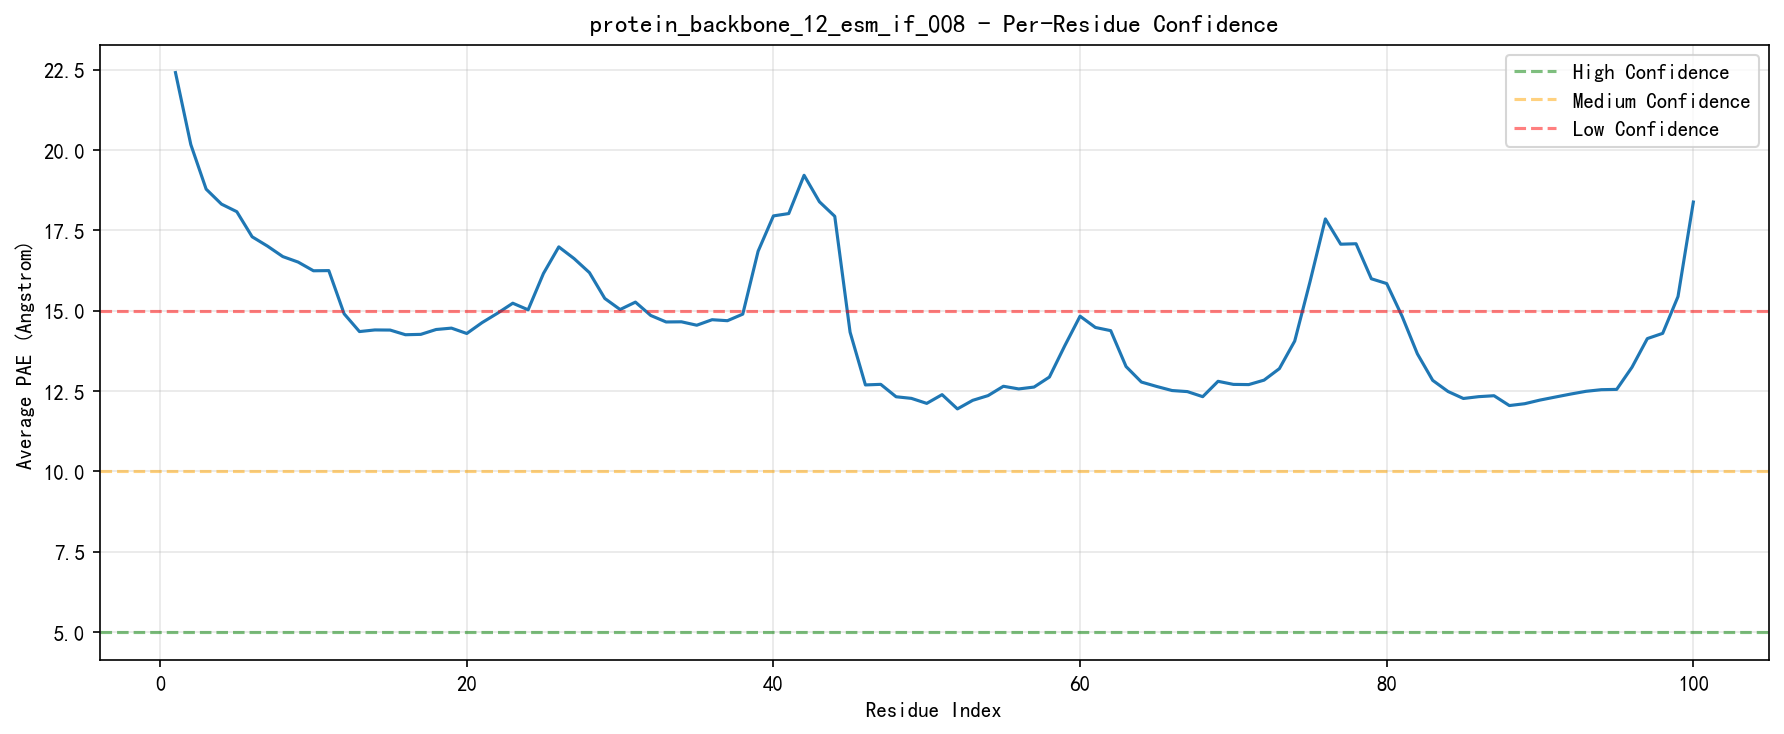 protein_backbone_12_esm_if_008 - Per-Residue Confidence
High Confidence
Medium Confidence
Low Confidence
22.5
20.0
17.5
15.0
12.5
10.0
7.5
5.0
Average PAE (Angstrom)
0 20 40 60 80 100
Residue Index